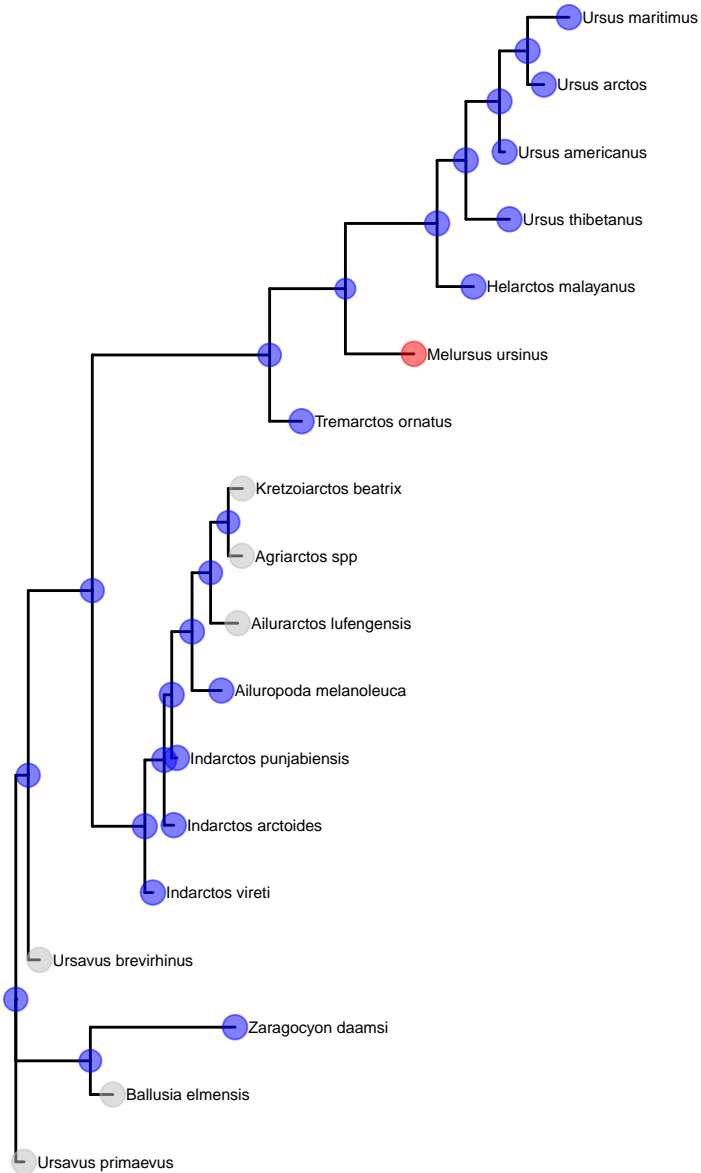 Ursus maritimus
Ursus arctos
Ursus americanus
Ursus thibetanus
Helarctos malayanus
Melursus ursinus
Tremarctos ornatus
Kretzoiarctos beatrix
Agriarctos spp
Ailurarctos lufengensis
Ailuropoda melanoleuca
Indarctos punjabiensis
Indarctos arctoides
Indarctos vireti
Ursavus brevirhinus
Zaragocyon daamsi
Ballusia elmensis
Ursavus primaevus